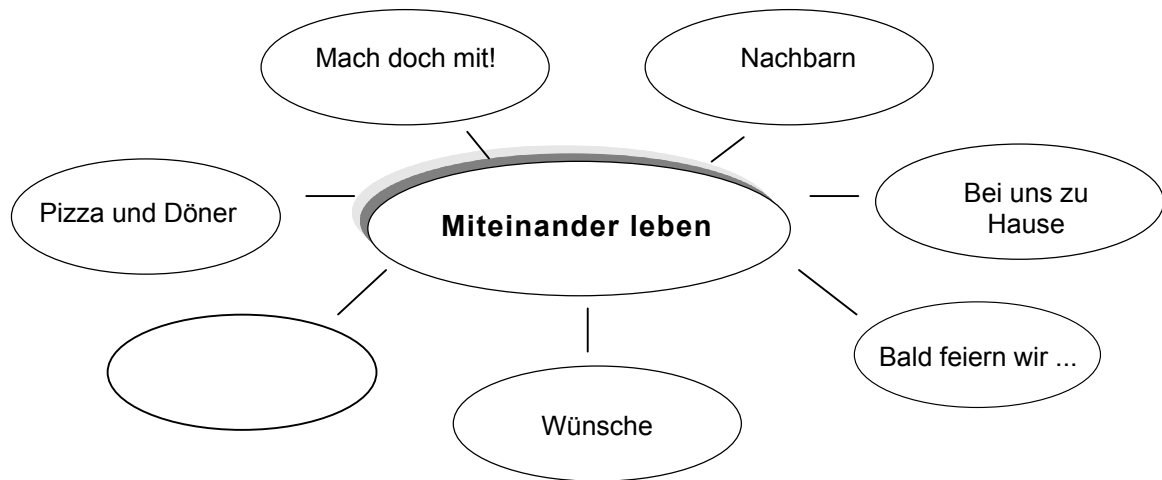 Mach doch mit!
Nachbarn
Pizza und Döner
Miteinander leben
Bei uns zu
Hause
Bald feiern wir ...
Wünsche